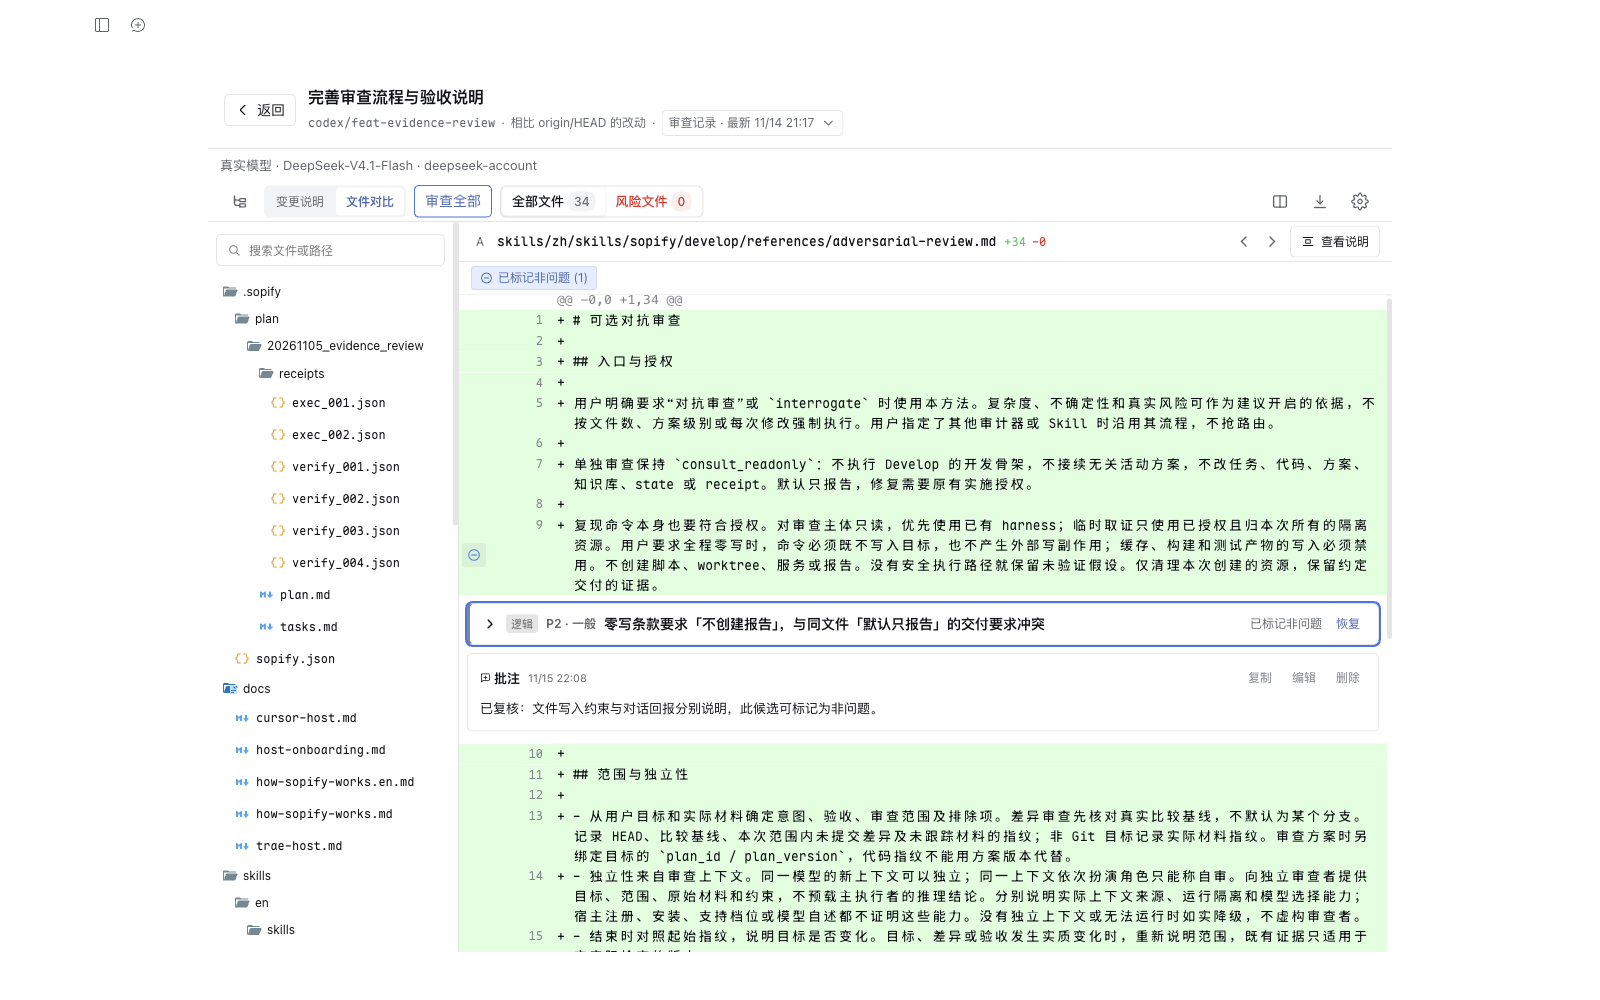 返回
完善审查流程与验收说明
codex/feat-evidence-review · 相比 origin/HEAD 的改动 · 审查记录 · 最新 11/14 21:17
真实模型 · DeepSeek-V4.1-Flash · deepseek-account
变更说明 文件对比 审查全部 全部文件 34 风险文件 0
搜索文件或路径
.sopify
plan
20261105_evidence_review
receipts
exec_001.json
exec_002.json
verify_001.json
verify_002.json
verify_003.json
verify_004.json
plan.md
tasks.md
sopify.json
docs
cursor-host.md
host-onboarding.md
how-sopify-works.en.md
how-sopify-works.md
trae-host.md
skills
en
skills
A skills/zh/skills/sopify/develop/references/adversarial-review.md +34 -0 查看说明
已标记非问题 (1)
@@ -0,0 +1,34 @@
1 + # 可选对抗审查
2 +
3 + ## 入口与授权
4 +
5 + 用户明确要求“对抗审查”或 `interrogate` 时使用本方法。复杂度、不确定性和真实风险可作为建议开启的依据，不
按文件数、方案级别或每次修改强制执行。用户指定了其他审计器或 Skill 时沿用其流程，不抢路由。
6 +
7 + 单独审查保持 `consult_readonly`：不执行 Develop 的开发骨架，不接续无关活动方案，不改任务、代码、方案、
知识库、state 或 receipt。默认只报告，修复需要原有实施授权。
8 +
9 + 复现命令本身也要符合授权。对审查主体只读，优先使用已有 harness；临时取证只使用已授权且归本次所有的隔离
资源。用户要求全程零写时，命令必须既不写入目标，也不产生外部写副作用；缓存、构建和测试产物的写入必须禁
用。不创建脚本、worktree、服务或报告。没有安全执行路径就保留未验证假设。仅清理本次创建的资源，保留约定
交付的证据。
逻辑 P2 · 一般 零写条款要求「不创建报告」，与同文件「默认只报告」的交付要求冲突 已标记非问题 恢复
批注 11/15 22:08 复制 编辑 删除
已复核：文件写入约束与对话回报分别说明，此候选可标记为非问题。
10 +
11 + ## 范围与独立性
12 +
13 + - 从用户目标和实际材料确定意图、验收、审查范围及排除项。差异审查先核对真实比较基线，不默认为某个分支。
记录 HEAD、比较基线、本次范围内未提交差异及未跟踪材料的指纹；非 Git 目标记录实际材料指纹。审查方案时另
绑定目标的 `plan_id / plan_version`，代码指纹不能用方案版本代替。
14 + - 独立性来自审查上下文。同一模型的新上下文可以独立；同一上下文依次扮演角色只能称自审。向独立审查者提供
目标、范围、原始材料和约束，不预载主执行者的推理结论。分别说明实际上下文来源、运行隔离和模型选择能力；
宿主注册、安装、支持档位或模型自述都不证明这些能力。没有独立上下文或无法运行时如实降级，不虚构审查者。
15 + - 结束时对照起始指纹，说明目标是否变化。目标、差异或验收发生实质变化时，重新说明范围，既有证据只适用于